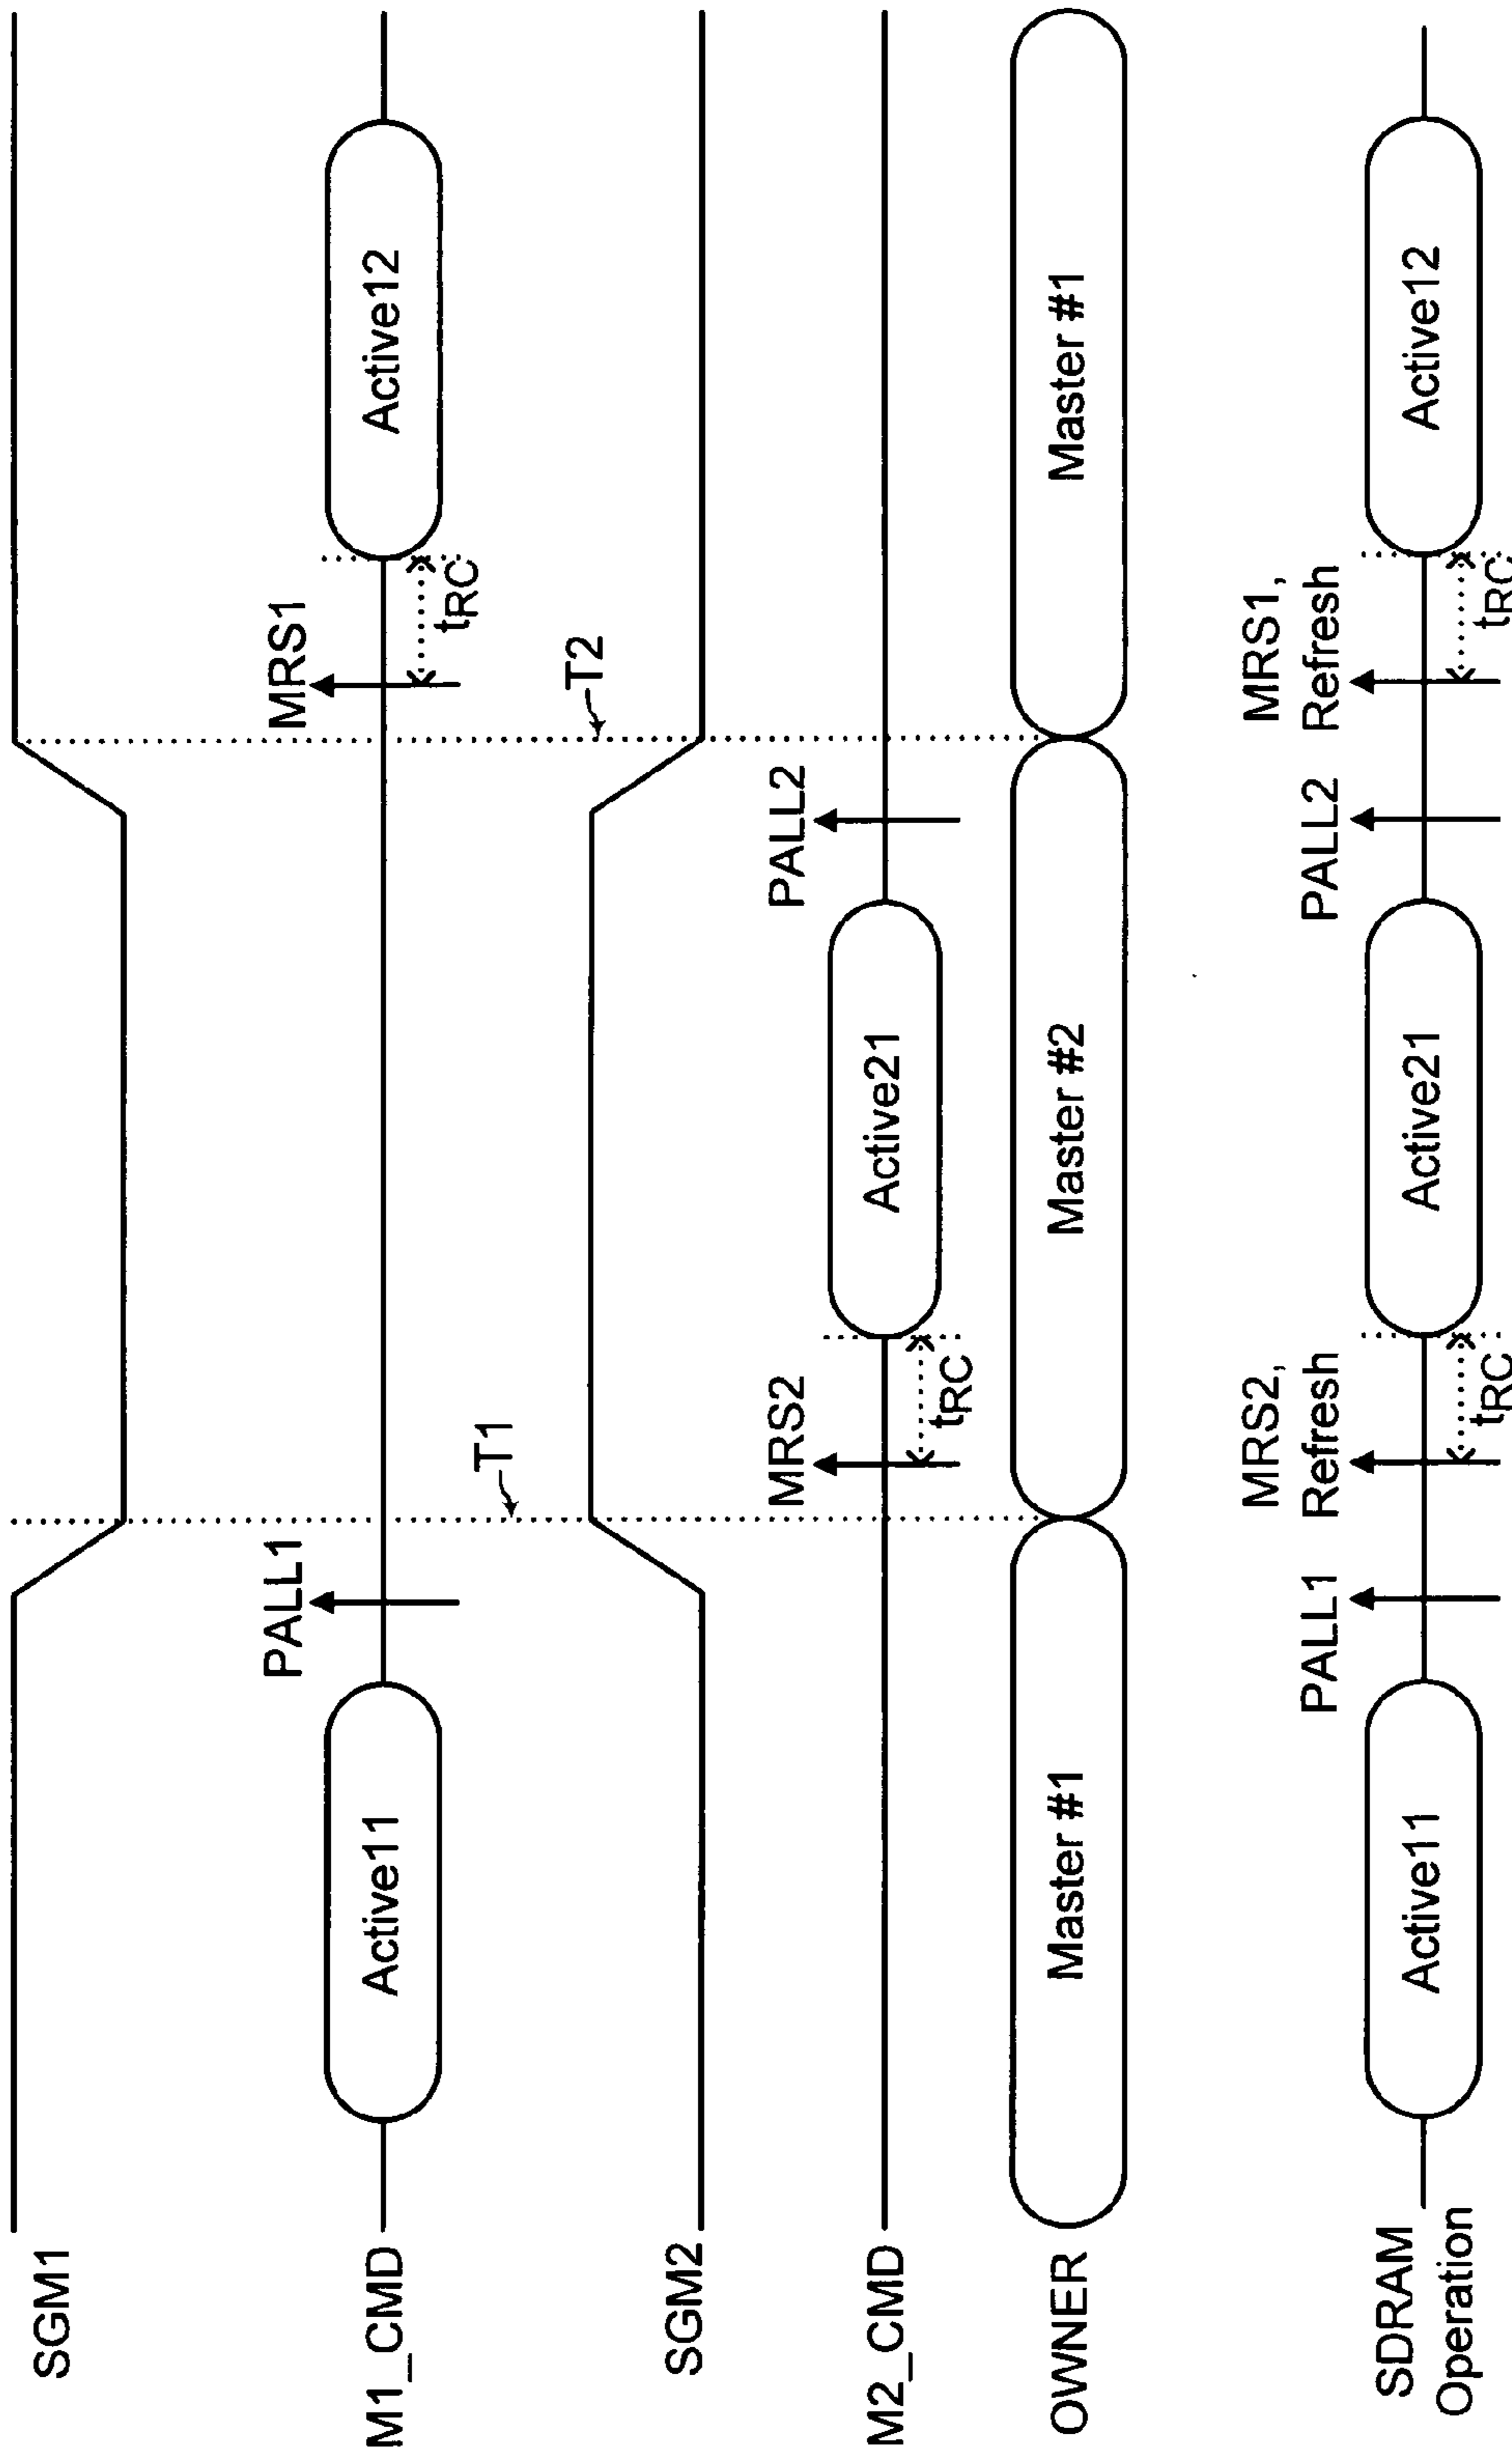 SGM1
M1_CMD
Active11
PALL1
MRS1
tRC
Active12
T1
T2
SGM2
M2_CMD
MRS2
tRC
Active21
PALL2
OWNER
Master #1
Master #2
Master #1
SDRAM
Operation
Active11
PALL1
MRS2,
Refresh
tRC
Active21
PALL2
MRS1,
Refresh
tRC
Active12